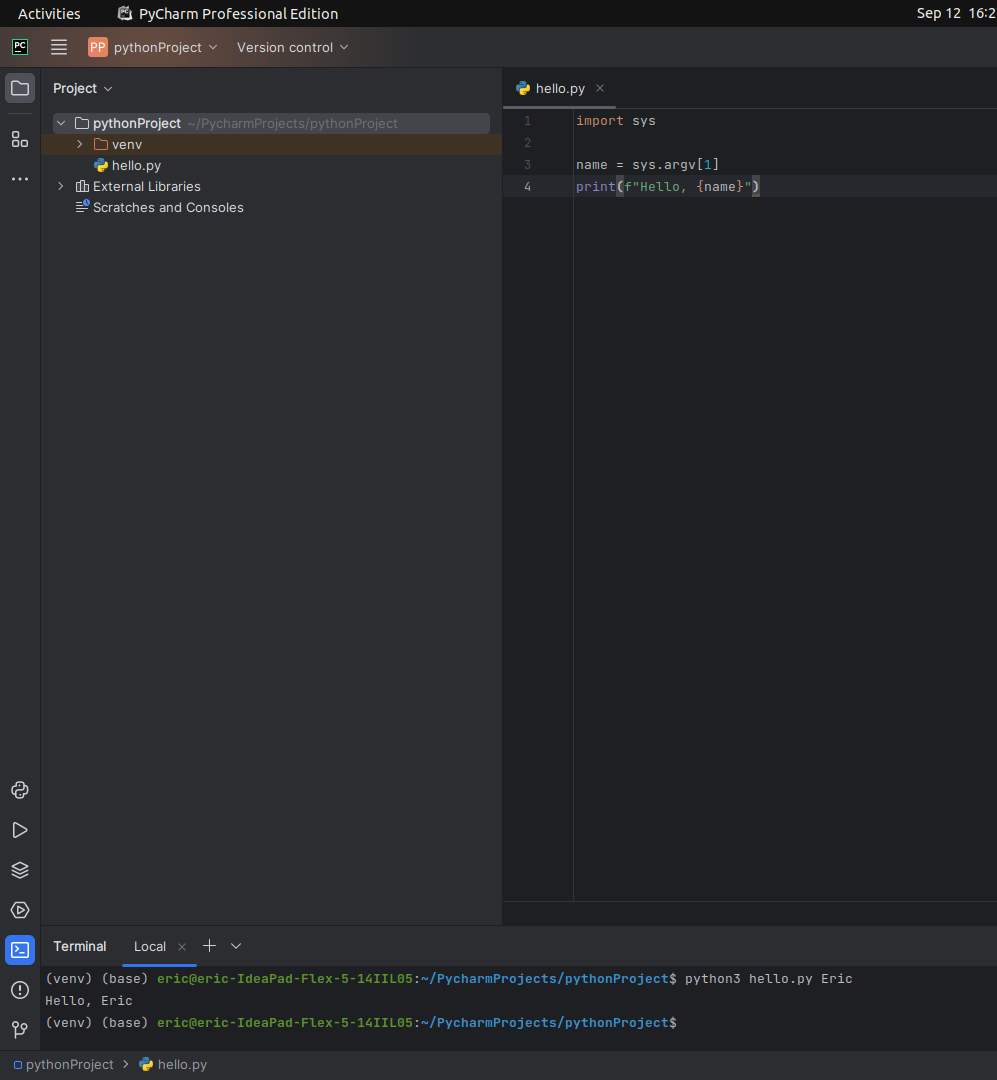 Activities PyCharm Professional Edition Sep 12 16:2
PC PP pythonProject Version control
Project
hello.py
pythonProject ~/PycharmProjects/pythonProject
venv
hello.py
External Libraries
Scratches and Consoles
1 import sys
2
3 name = sys.argv[1]
4 print(f"Hello, {name}")
Terminal Local
(venv) (base) eric@eric-IdeaPad-Flex-5-14IIL05:~/PycharmProjects/pythonProject$ python3 hello.py Eric
Hello, Eric
(venv) (base) eric@eric-IdeaPad-Flex-5-14IIL05:~/PycharmProjects/pythonProject$
pythonProject > hello.py